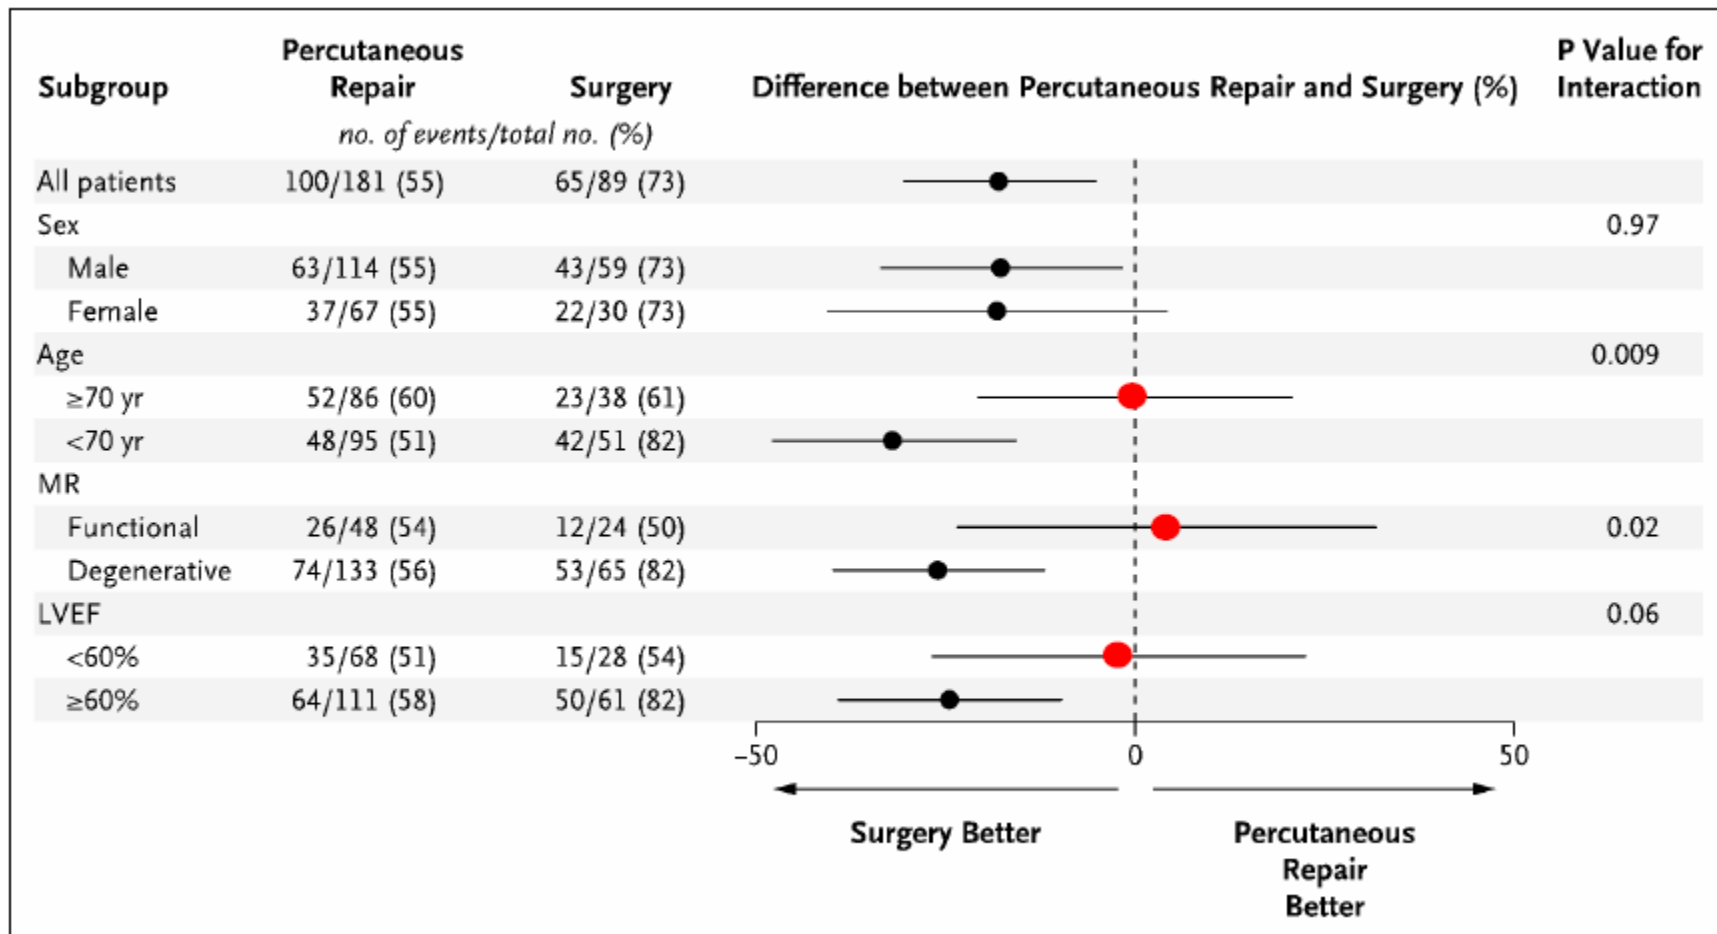 Subgroup Percutaneous Repair Surgery Difference between Percutaneous Repair and Surgery (%) P Value for Interaction
no. of events/total no. (%)
All patients 100/181 (55) 65/89 (73)
Sex 0.97
Male 63/114 (55) 43/59 (73)
Female 37/67 (55) 22/30 (73)
Age 0.009
≥70 yr 52/86 (60) 23/38 (61)
<70 yr 48/95 (51) 42/51 (82)
MR
Functional 26/48 (54) 12/24 (50) 0.02
Degenerative 74/133 (56) 53/65 (82)
LVEF 0.06
<60% 35/68 (51) 15/28 (54)
≥60% 64/111 (58) 50/61 (82)
–50 0 50
Surgery Better Percutaneous Repair Better